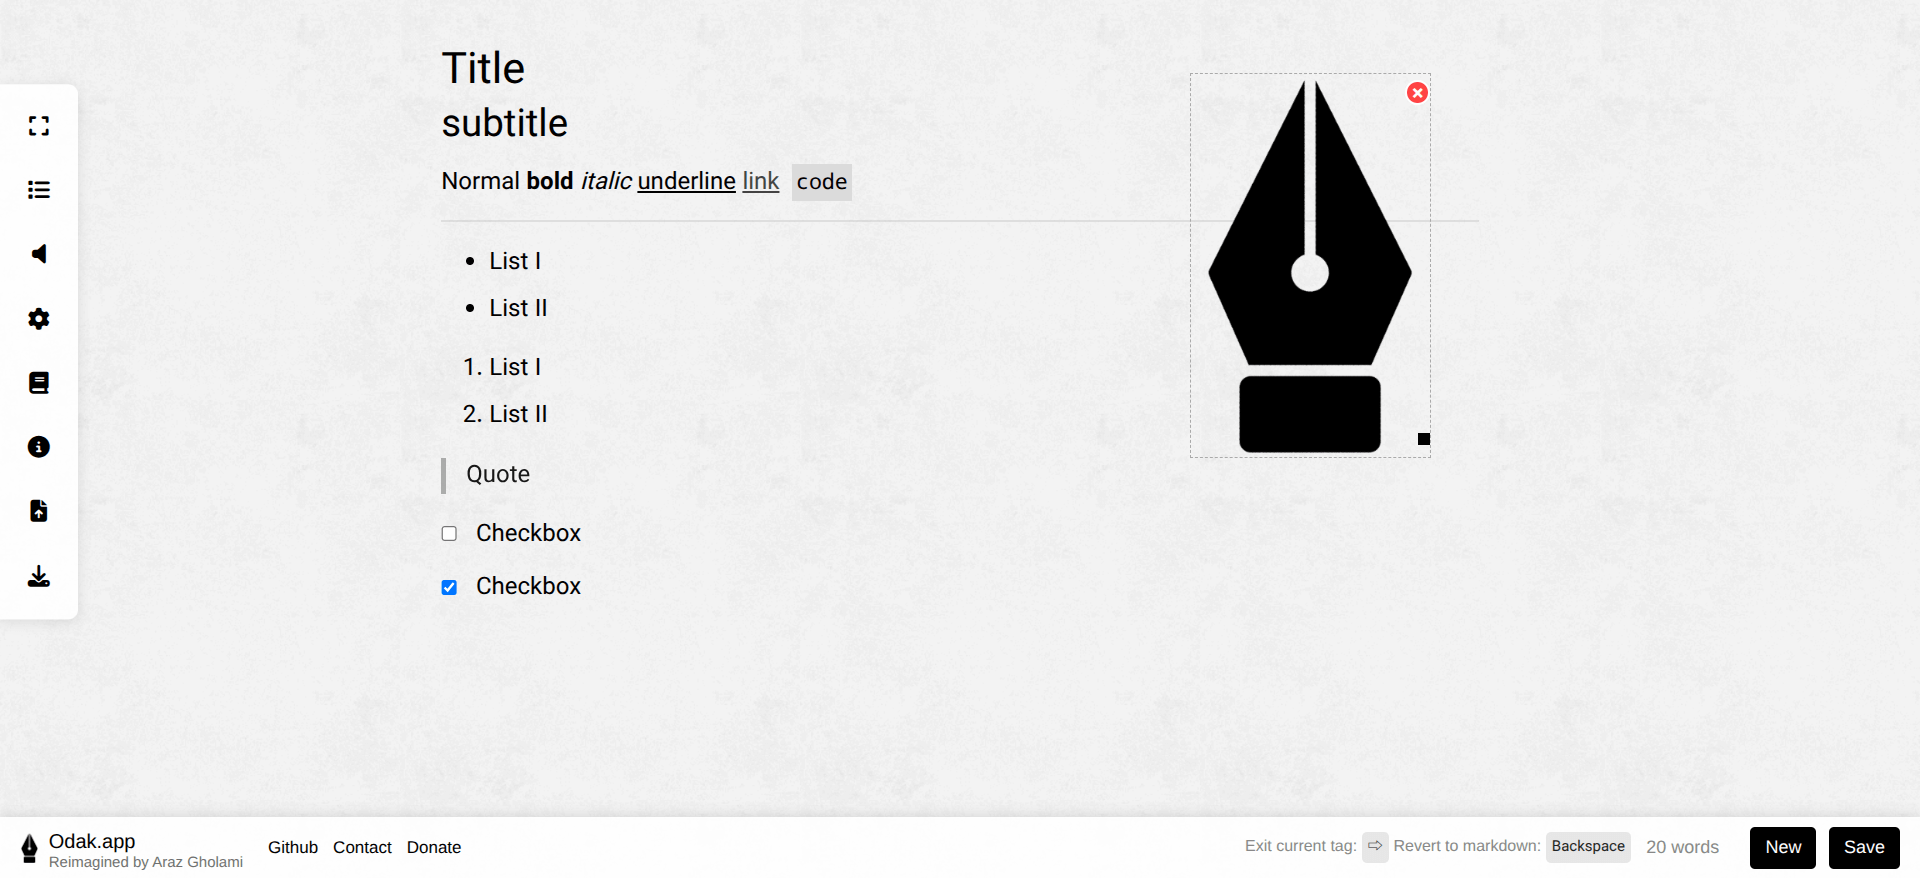 Title
subtitle
Normal bold italic underline link code
• List I
• List II
1. List I
2. List II
Quote
Checkbox
Checkbox
Odak.app
Reimagined by Araz Gholami
Github Contact Donate
Exit current tag: ⇨ Revert to markdown: Backspace 20 words New Save